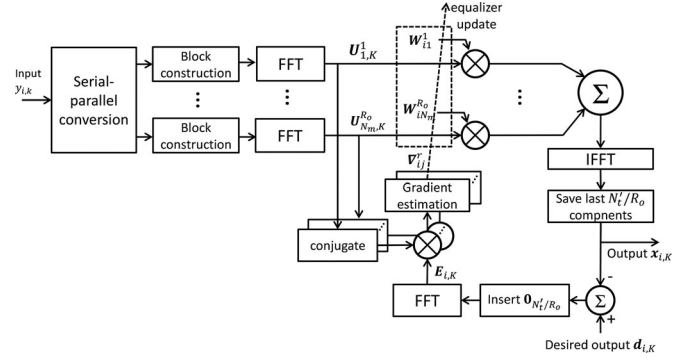 equalizer
update
Input
y_{i,k}
Serial-
parallel
conversion
Block
construction
FFT
U^1_{1,K}
W^1_{i1}
Block
construction
FFT
U^{R_o}_{N_m,K}
W^{R_o}_{iN_m}
Σ
∇^r_{ij}
IFFT
Gradient
estimation
Save last N_t'/R_o
compnents
conjugate
Output x_{i,K}
E_{i,K}
FFT
Insert 0_{N_t'/R_o}
Σ
-
+
Desired output d_{i,K}